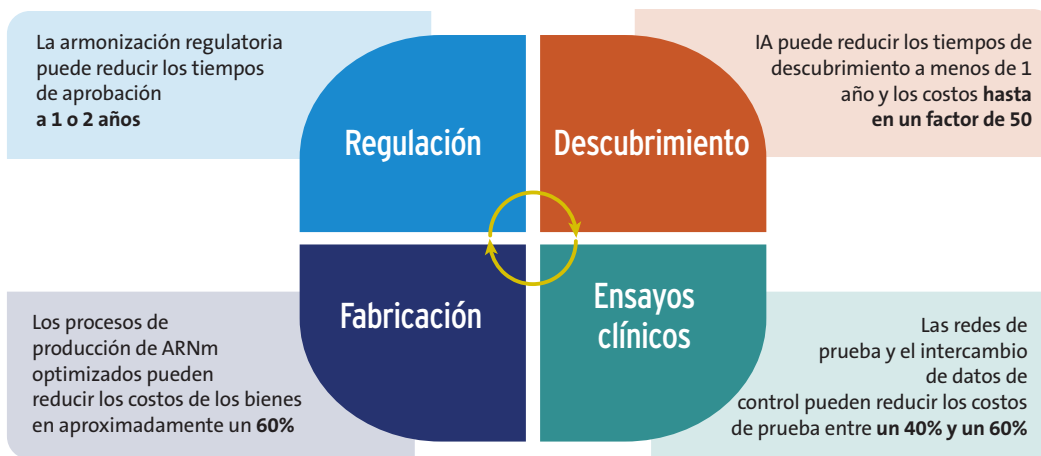 La armonización regulatoria
puede reducir los tiempos
de aprobación
a 1 o 2 años
Regulación
Descubrimiento
IA puede reducir los tiempos de
descubrimiento a menos de 1
año y los costos hasta
en un factor de 50
Los procesos de
producción de ARNm
optimizados pueden
reducir los costos de los bienes
en aproximadamente un 60%
Fabricación
Ensayos
clínicos
Las redes de
prueba y el intercambio
de datos de
control pueden reducir los costos
de prueba entre un 40% y un 60%